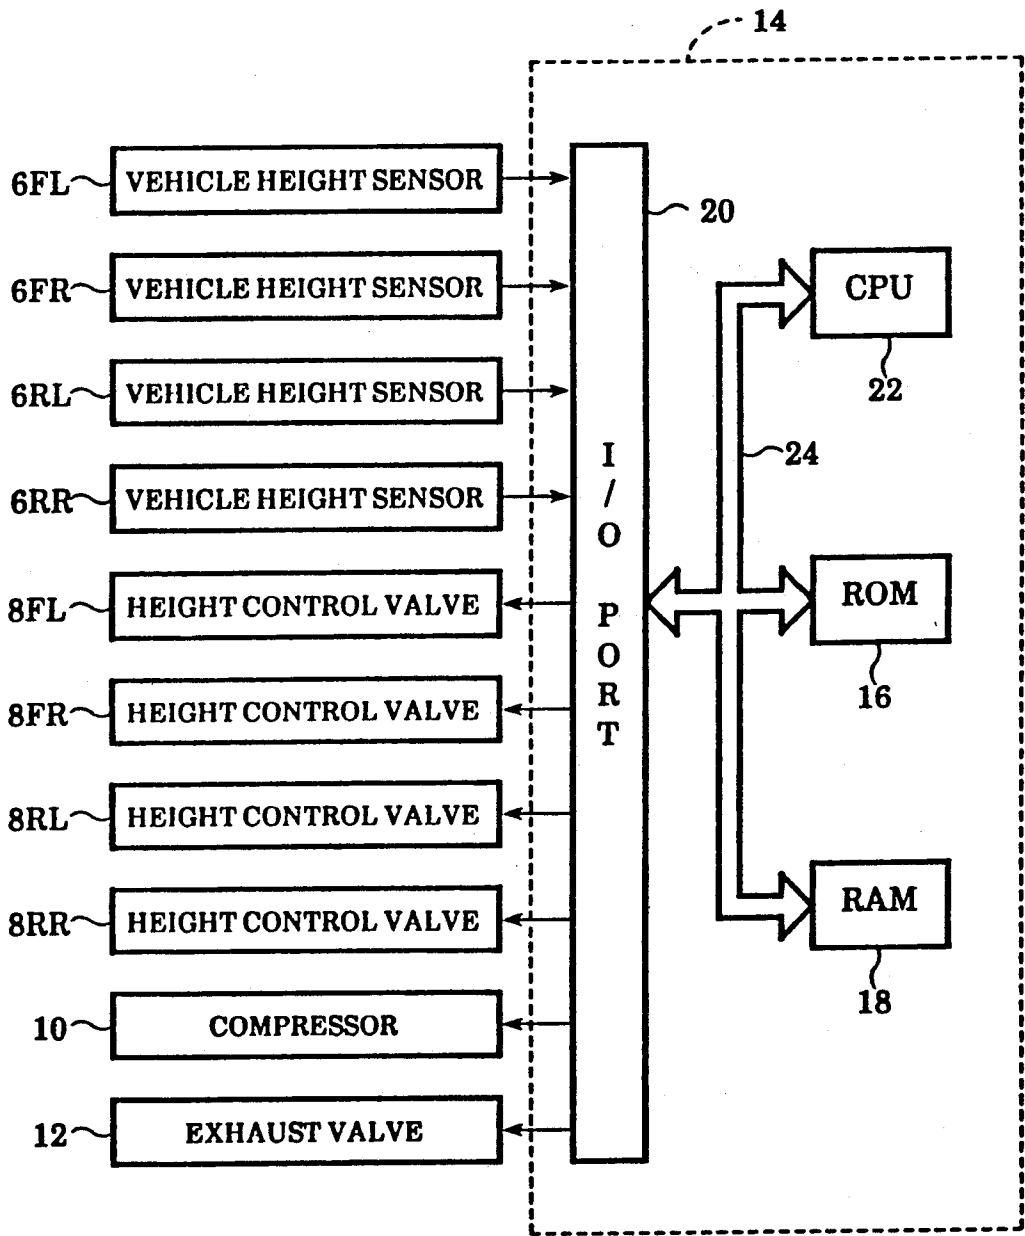 14
6FL VEHICLE HEIGHT SENSOR
20
6FR VEHICLE HEIGHT SENSOR
CPU
22
6RL VEHICLE HEIGHT SENSOR
24
6RR VEHICLE HEIGHT SENSOR
I/O PORT
8FL HEIGHT CONTROL VALVE
ROM
16
8FR HEIGHT CONTROL VALVE
8RL HEIGHT CONTROL VALVE
8RR HEIGHT CONTROL VALVE
RAM
18
10 COMPRESSOR
12 EXHAUST VALVE